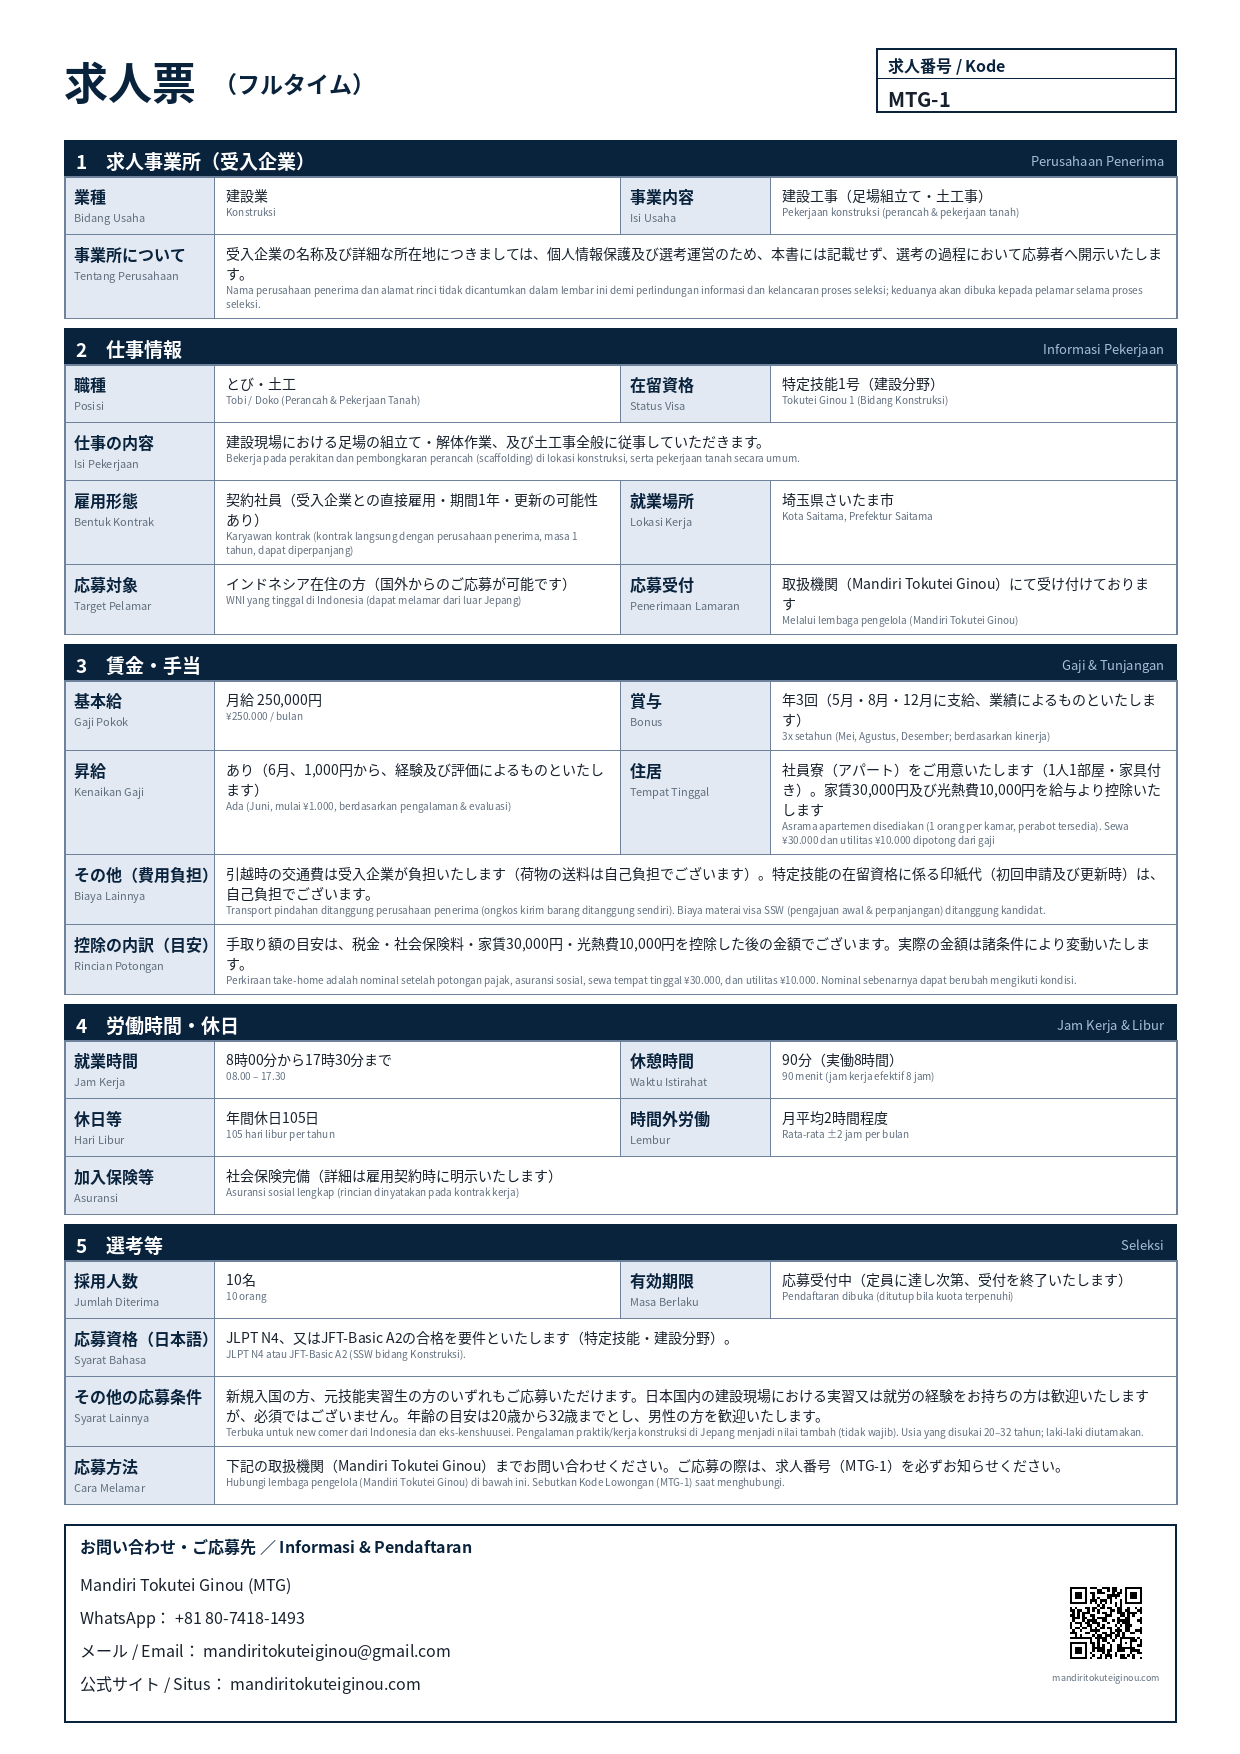 求人票 （フルタイム）
求人番号 / Kode
MTG-1
1 求人事業所（受入企業） Perusahaan Penerima
業種
Bidang Usaha
建設業
Konstruksi
事業内容
Isi Usaha
建設工事（足場組立て・土工事）
Pekerjaan konstruksi (perancah & pekerjaan tanah)
事業所について
Tentang Perusahaan
受入企業の名称及び詳細な所在地につきましては、個人情報保護及び選考運営のため、本書には記載せず、選考の過程において応募者へ開示いたしま
す。
Nama perusahaan penerima dan alamat rinci tidak dicantumkan dalam lembar ini demi perlindungan informasi dan kelancaran proses seleksi; keduanya akan dibuka kepada pelamar selama proses
seleksi.
2 仕事情報 Informasi Pekerjaan
職種
Posisi
とび・土工
Tobi / Doko (Perancah & Pekerjaan Tanah)
在留資格
Status Visa
特定技能1号（建設分野）
Tokutei Ginou 1 (Bidang Konstruksi)
仕事の内容
Isi Pekerjaan
建設現場における足場の組立て・解体作業、及び土工事全般に従事していただきます。
Bekerja pada perakitan dan pembongkaran perancah (scaffolding) di lokasi konstruksi, serta pekerjaan tanah secara umum.
雇用形態
Bentuk Kontrak
契約社員（受入企業との直接雇用・期間1年・更新の可能性
あり）
Karyawan kontrak (kontrak langsung dengan perusahaan penerima, masa 1
tahun, dapat diperpanjang)
就業場所
Lokasi Kerja
埼玉県さいたま市
Kota Saitama, Prefektur Saitama
応募対象
Target Pelamar
インドネシア在住の方（国外からのご応募が可能です）
WNI yang tinggal di Indonesia (dapat melamar dari luar Jepang)
応募受付
Penerimaan Lamaran
取扱機関（Mandiri Tokutei Ginou）にて受け付けておりま
す
Melalui lembaga pengelola (Mandiri Tokutei Ginou)
3 賃金・手当 Gaji & Tunjangan
基本給
Gaji Pokok
月給 250,000円
¥250.000 / bulan
賞与
Bonus
年3回（5月・8月・12月に支給、業績によるものといたしま
す）
3x setahun (Mei, Agustus, Desember; berdasarkan kinerja)
昇給
Kenaikan Gaji
あり（6月、1,000円から、経験及び評価によるものといたし
ます）
Ada (Juni, mulai ¥1.000, berdasarkan pengalaman & evaluasi)
住居
Tempat Tinggal
社員寮（アパート）をご用意いたします（1人1部屋・家具付
き）。家賃30,000円及び光熱費10,000円を給与より控除いた
します
Asrama apartemen disediakan (1 orang per kamar, perabot tersedia). Sewa
¥30.000 dan utilitas ¥10.000 dipotong dari gaji
その他（費用負担）
Biaya Lainnya
引越時の交通費は受入企業が負担いたします（荷物の送料は自己負担でございます）。特定技能の在留資格に係る印紙代（初回申請及び更新時）は、
自己負担でございます。
Transport pindahan ditanggung perusahaan penerima (ongkos kirim barang ditanggung sendiri). Biaya materai visa SSW (pengajuan awal & perpanjangan) ditanggung kandidat.
控除の内訳（目安）
Rincian Potongan
手取り額の目安は、税金・社会保険料・家賃30,000円・光熱費10,000円を控除した後の金額でございます。実際の金額は諸条件により変動いたしま
す。
Perkiraan take-home adalah nominal setelah potongan pajak, asuransi sosial, sewa tempat tinggal ¥30.000, dan utilitas ¥10.000. Nominal sebenarnya dapat berubah mengikuti kondisi.
4 労働時間・休日 Jam Kerja & Libur
就業時間
Jam Kerja
8時00分から17時30分まで
08.00 – 17.30
休憩時間
Waktu Istirahat
90分（実働8時間）
90 menit (jam kerja efektif 8 jam)
休日等
Hari Libur
年間休日105日
105 hari libur per tahun
時間外労働
Lembur
月平均2時間程度
Rata-rata ±2 jam per bulan
加入保険等
Asuransi
社会保険完備（詳細は雇用契約時に明示いたします）
Asuransi sosial lengkap (rincian dinyatakan pada kontrak kerja)
5 選考等 Seleksi
採用人数
Jumlah Diterima
10名
10 orang
有効期限
Masa Berlaku
応募受付中（定員に達し次第、受付を終了いたします）
Pendaftaran dibuka (ditutup bila kuota terpenuhi)
応募資格（日本語）
Syarat Bahasa
JLPT N4、又はJFT-Basic A2の合格を要件といたします（特定技能・建設分野）。
JLPT N4 atau JFT-Basic A2 (SSW bidang Konstruksi).
その他の応募条件
Syarat Lainnya
新規入国の方、元技能実習生の方のいずれもご応募いただけます。日本国内の建設現場における実習又は就労の経験をお持ちの方は歓迎いたします
が、必須ではございません。年齢の目安は20歳から32歳までとし、男性の方を歓迎いたします。
Terbuka untuk new comer dari Indonesia dan eks-kenshuusei. Pengalaman praktik/kerja konstruksi di Jepang menjadi nilai tambah (tidak wajib). Usia yang disukai 20–32 tahun; laki-laki diutamakan.
応募方法
Cara Melamar
下記の取扱機関（Mandiri Tokutei Ginou）までお問い合わせください。ご応募の際は、求人番号（MTG-1）を必ずお知らせください。
Hubungi lembaga pengelola (Mandiri Tokutei Ginou) di bawah ini. Sebutkan Kode Lowongan (MTG-1) saat menghubungi.
お問い合わせ・ご応募先 ／ Informasi & Pendaftaran
Mandiri Tokutei Ginou (MTG)
WhatsApp： +81 80-7418-1493
メール / Email： mandiritokuteiginou@gmail.com
公式サイト / Situs： mandiritokuteiginou.com
mandiritokuteiginou.com